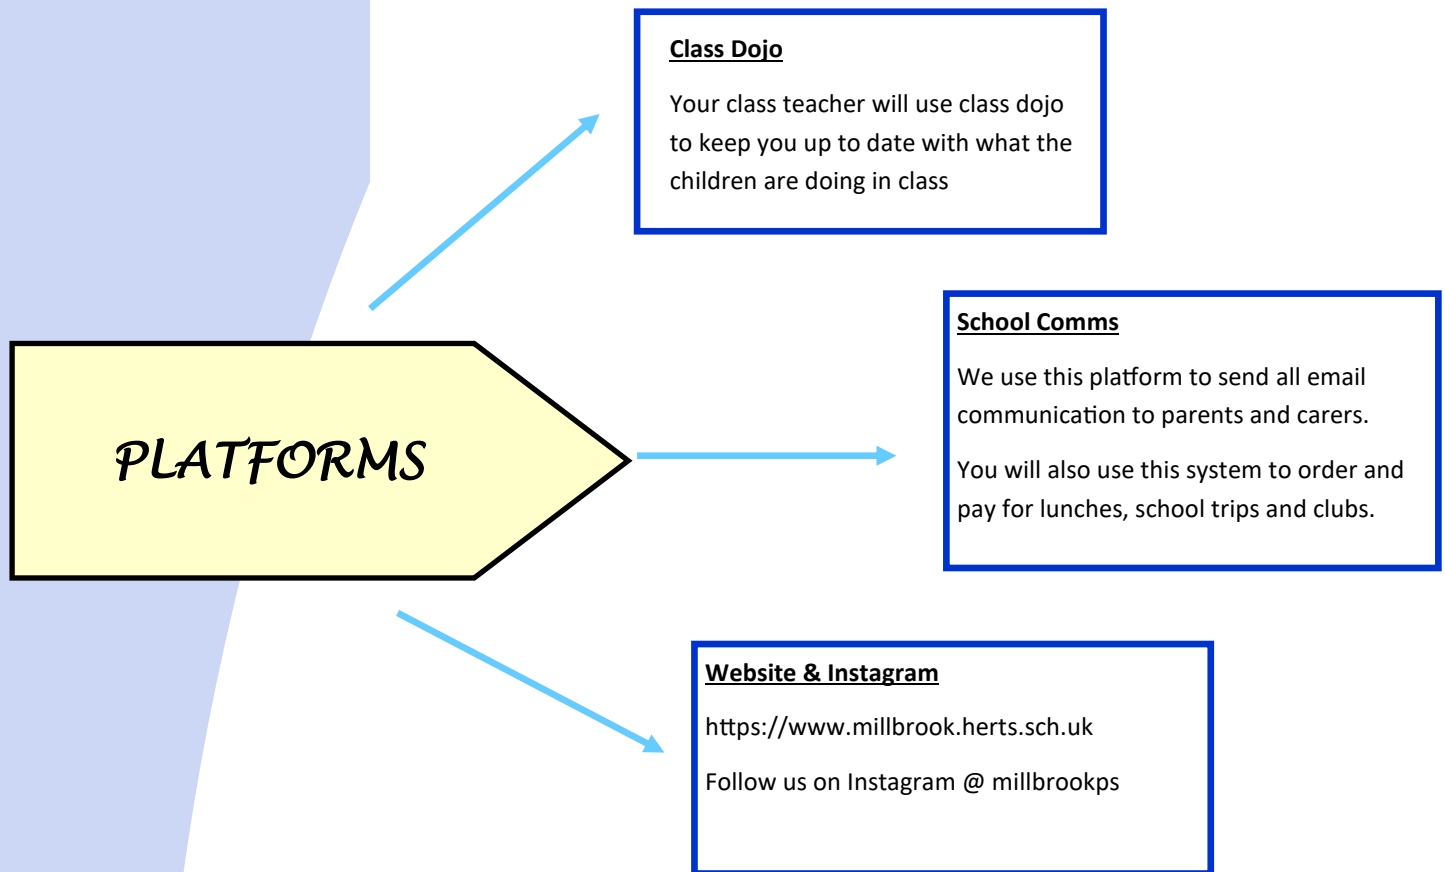 Class Dojo
Your class teacher will use class dojo
to keep you up to date with what the
children are doing in class
PLATFORMS
School Comms
We use this platform to send all email
communication to parents and carers.
You will also use this system to order and
pay for lunches, school trips and clubs.
Website & Instagram
https://www.millbrook.herts.sch.uk
Follow us on Instagram @ millbrookps